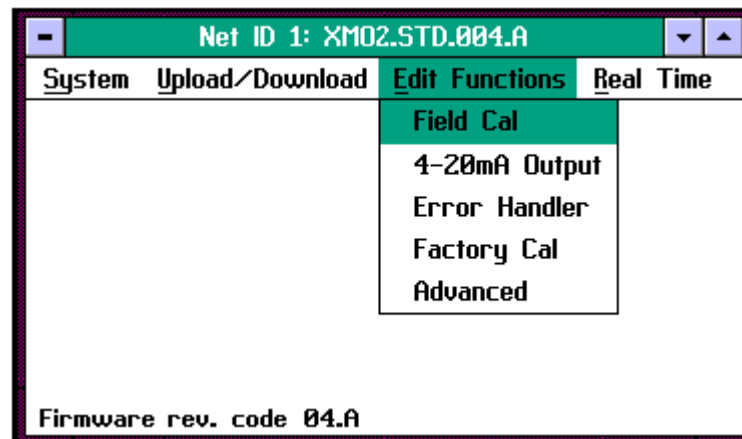 Net ID 1: XMO2.STD.004.A
System Upload/Download Edit Functions Real Time
Field Cal
4-20mA Output
Error Handler
Factory Cal
Advanced
Firmware rev. code 04.A